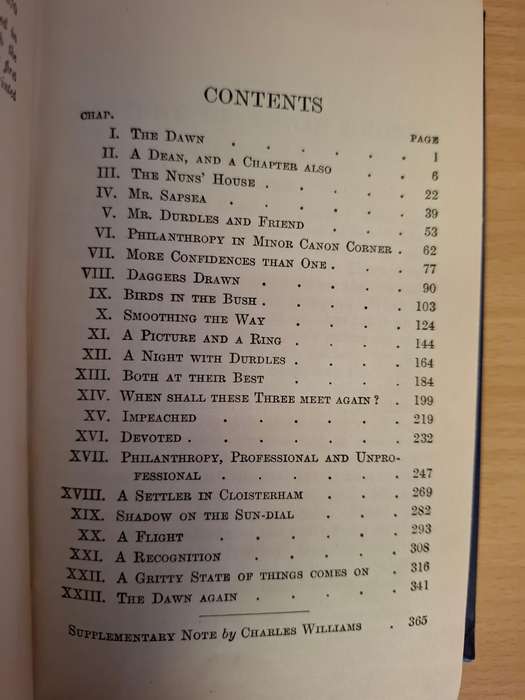 CONTENTS
CHAP. PAGE
I. THE DAWN . . . . . . 1
II. A DEAN, AND A CHAPTER ALSO . . 6
III. THE NUNS' HOUSE . . . . . 22
IV. MR. SAPSEA . . . . . 39
V. MR. DURDLES AND FRIEND . . . 53
VI. PHILANTHROPY IN MINOR CANON CORNER . 62
VII. MORE CONFIDENCES THAN ONE . . . 77
VIII. DAGGERS DRAWN . . . . . 90
IX. BIRDS IN THE BUSH . . . . . 103
X. SMOOTHING THE WAY . . . . 124
XI. A PICTURE AND A RING . . . . 144
XII. A NIGHT WITH DURDLES . . . . 164
XIII. BOTH AT THEIR BEST . . . . 184
XIV. WHEN SHALL THESE THREE MEET AGAIN? . 199
XV. IMPEACHED . . . . . 219
XVI. DEVOTED . . . . . . 232
XVII. PHILANTHROPY, PROFESSIONAL AND UNPRO-
FESSIONAL . . . . . 247
XVIII. A SETTLER IN CLOISTERHAM . . . 269
XIX. SHADOW ON THE SUN-DIAL . . . 282
XX. A FLIGHT . . . . . 293
XXI. A RECOGNITION . . . . 308
XXII. A GRITTY STATE OF THINGS COMES ON . 316
XXIII. THE DAWN AGAIN . . . . 341
SUPPLEMENTARY NOTE by CHARLES WILLIAMS . 365